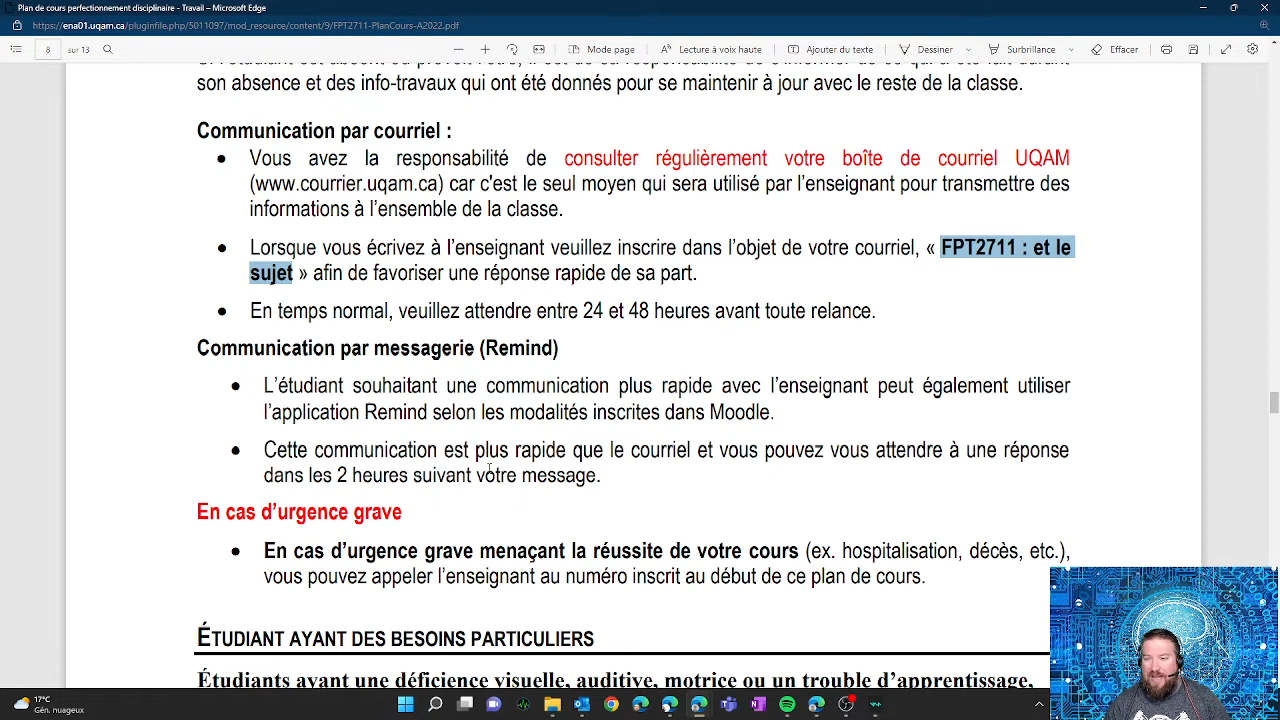 Plan de cours perfectionnement disciplinaire - Travail – Microsoft Edge
https://ena01.uqam.ca/pluginfile.php/5011097/mod_resource/content/9/FPT2711-PlanCours-A2022.pdf
8 sur 13 Mode page Lecture à voix haute Ajouter du texte Dessiner Surbrillance Effacer
son absence et des info-travaux qui ont été donnés pour se maintenir à jour avec le reste de la classe.
Communication par courriel :
• Vous avez la responsabilité de consulter régulièrement votre boîte de courriel UQAM
(www.courrier.uqam.ca) car c'est le seul moyen qui sera utilisé par l’enseignant pour transmettre des
informations à l’ensemble de la classe.
• Lorsque vous écrivez à l’enseignant veuillez inscrire dans l’objet de votre courriel, « FPT2711 : et le
sujet » afin de favoriser une réponse rapide de sa part.
• En temps normal, veuillez attendre entre 24 et 48 heures avant toute relance.
Communication par messagerie (Remind)
• L’étudiant souhaitant une communication plus rapide avec l’enseignant peut également utiliser
l’application Remind selon les modalités inscrites dans Moodle.
• Cette communication est plus rapide que le courriel et vous pouvez vous attendre à une réponse
dans les 2 heures suivant votre message.
En cas d’urgence grave
• En cas d’urgence grave menaçant la réussite de votre cours (ex. hospitalisation, décès, etc.),
vous pouvez appeler l’enseignant au numéro inscrit au début de ce plan de cours.
ÉTUDIANT AYANT DES BESOINS PARTICULIERS
Étudiants ayant une déficience visuelle, auditive, motrice ou un trouble d’apprentissage,
17°C
Gén. nuageux